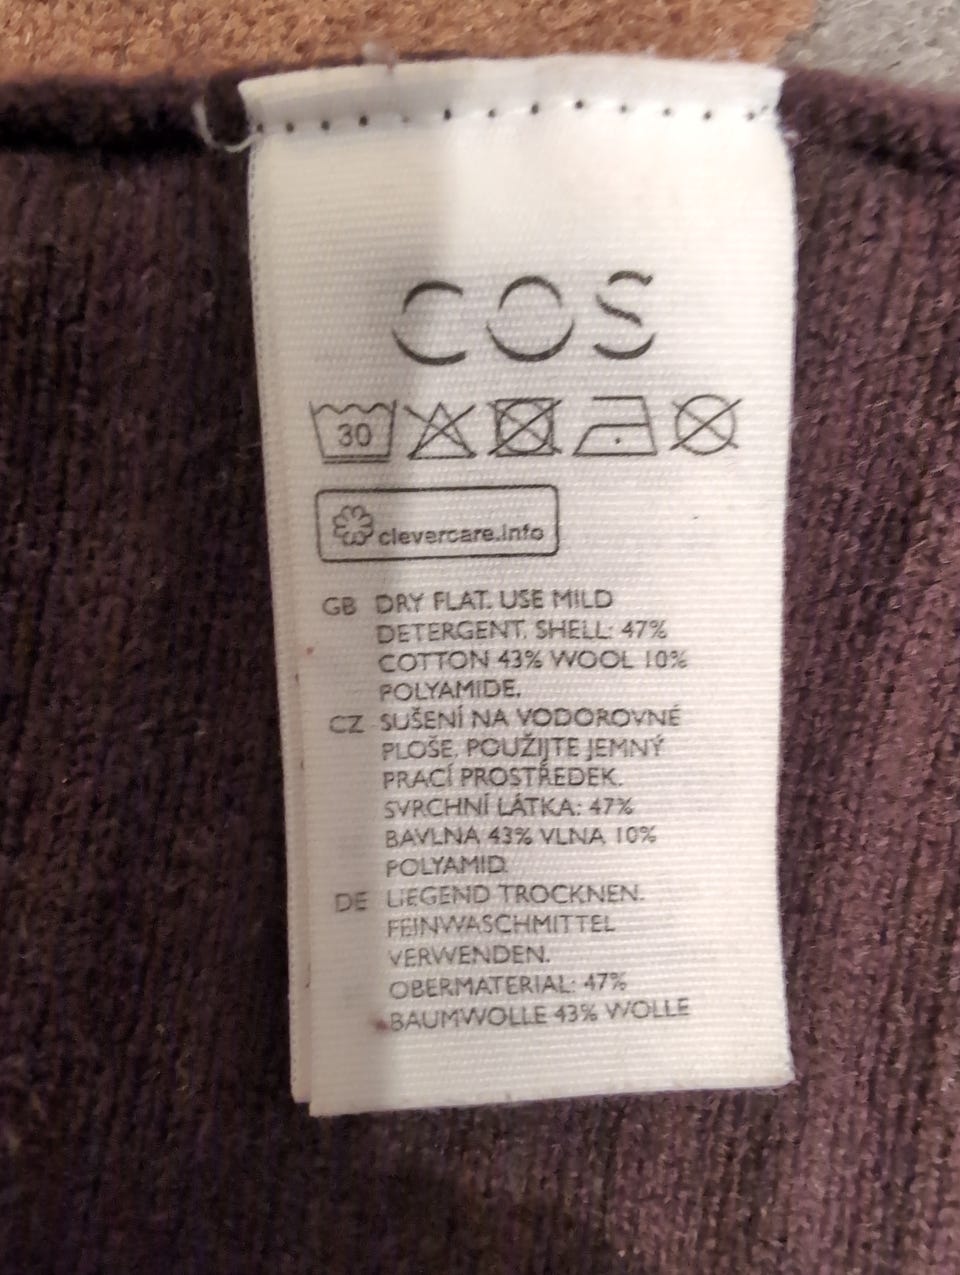 COS
30
clevercare.info
GB DRY FLAT. USE MILD
DETERGENT. SHELL: 47%
COTTON 43% WOOL 10%
POLYAMIDE.
CZ SUŠENÍ NA VODOROVNÉ
PLOŠE. POUŽIJTE JEMNÝ
PRACÍ PROSTŘEDEK.
SVRCHNÍ LÁTKA: 47%
BAVLNA 43% VLNA 10%
POLYAMID.
DE LIEGEND TROCKNEN.
FEINWASCHMITTEL
VERWENDEN.
OBERMATERIAL: 47%
BAUMWOLLE 43% WOLLE